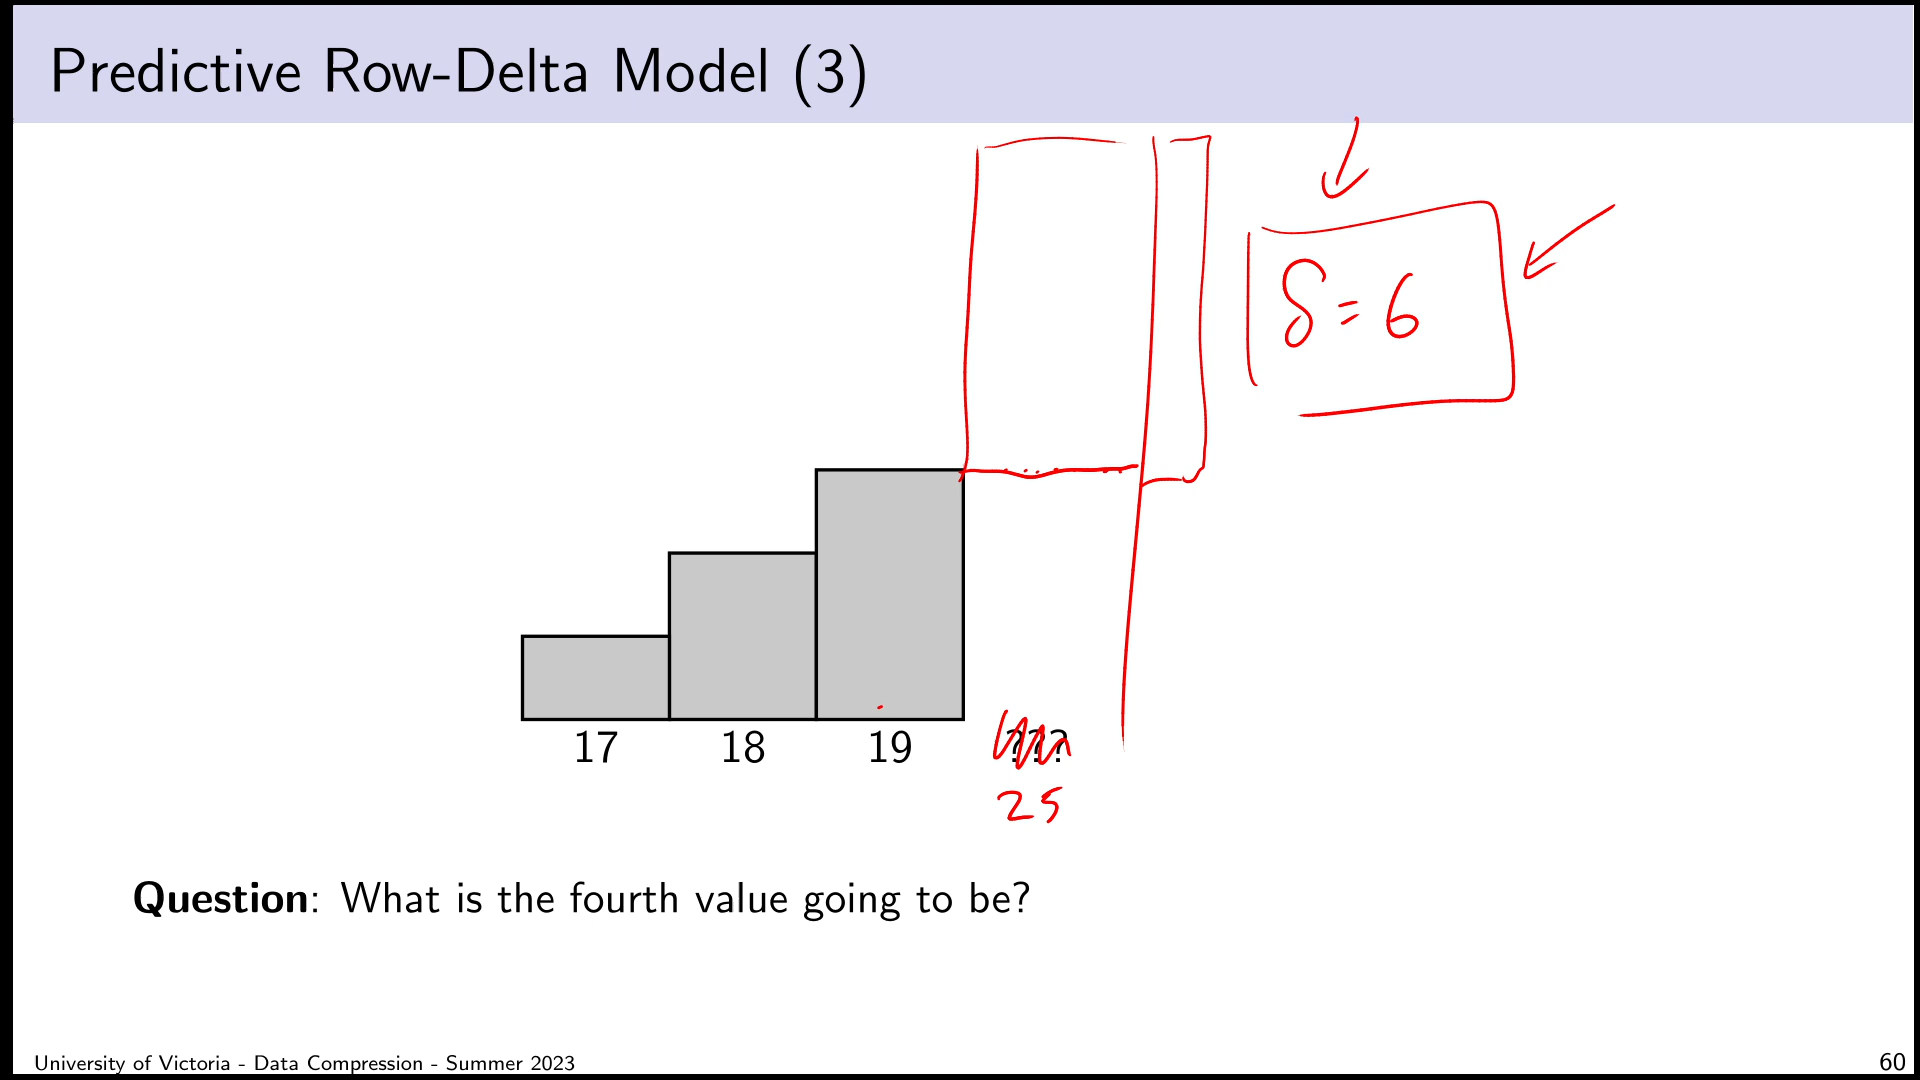 Predictive Row-Delta Model (3)
δ = 6
17 18 19 ???
25
Question: What is the fourth value going to be?
University of Victoria - Data Compression - Summer 2023 60